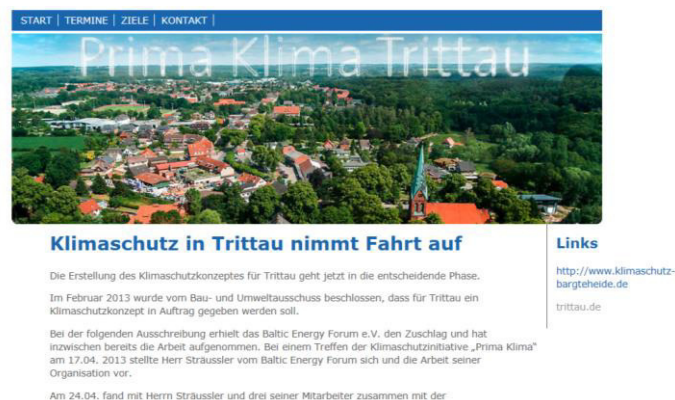 START | TERMINE | ZIELE | KONTAKT |
Prima Klima Trittau
Klimaschutz in Trittau nimmt Fahrt auf
Die Erstellung des Klimaschutzkonzeptes für Trittau geht jetzt in die entscheidende Phase.
Im Februar 2013 wurde vom Bau- und Umweltausschuss beschlossen, dass für Trittau ein
Klimaschutzkonzept in Auftrag gegeben werden soll.
Bei der folgenden Ausschreibung erhielt das Baltic Energy Forum e.V. den Zuschlag und hat
inzwischen bereits die Arbeit aufgenommen. Bei einem Treffen der Klimaschutzinitiative „Prima Klima"
am 17.04. 2013 stellte Herr Sträussler vom Baltic Energy Forum sich und die Arbeit seiner
Organisation vor.
Am 24.04. fand mit Herrn Sträussler und drei seiner Mitarbeiter zusammen mit der
Links
http://www.klimaschutz-
bargteheide.de
trittau.de